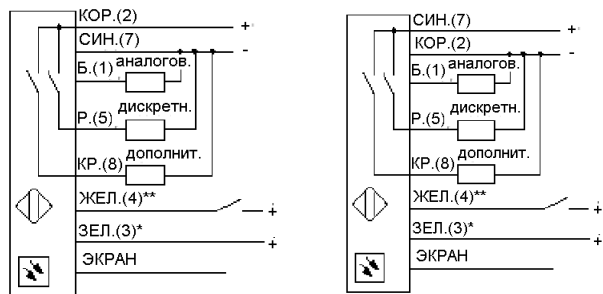 КОР.(2)
+
СИН.(7)
-
Б.(1)
аналогов.
Р.(5)
дискретн.
КР.(8)
дополнит.
ЖЕЛ.(4)**
+
ЗЕЛ.(3)*
+
ЭКРАН
СИН.(7)
+
КОР.(2)
-
Б.(1)
аналогов.
Р.(5)
дискретн.
КР.(8)
дополнит.
ЖЕЛ.(4)**
+
ЗЕЛ.(3)*
+
ЭКРАН